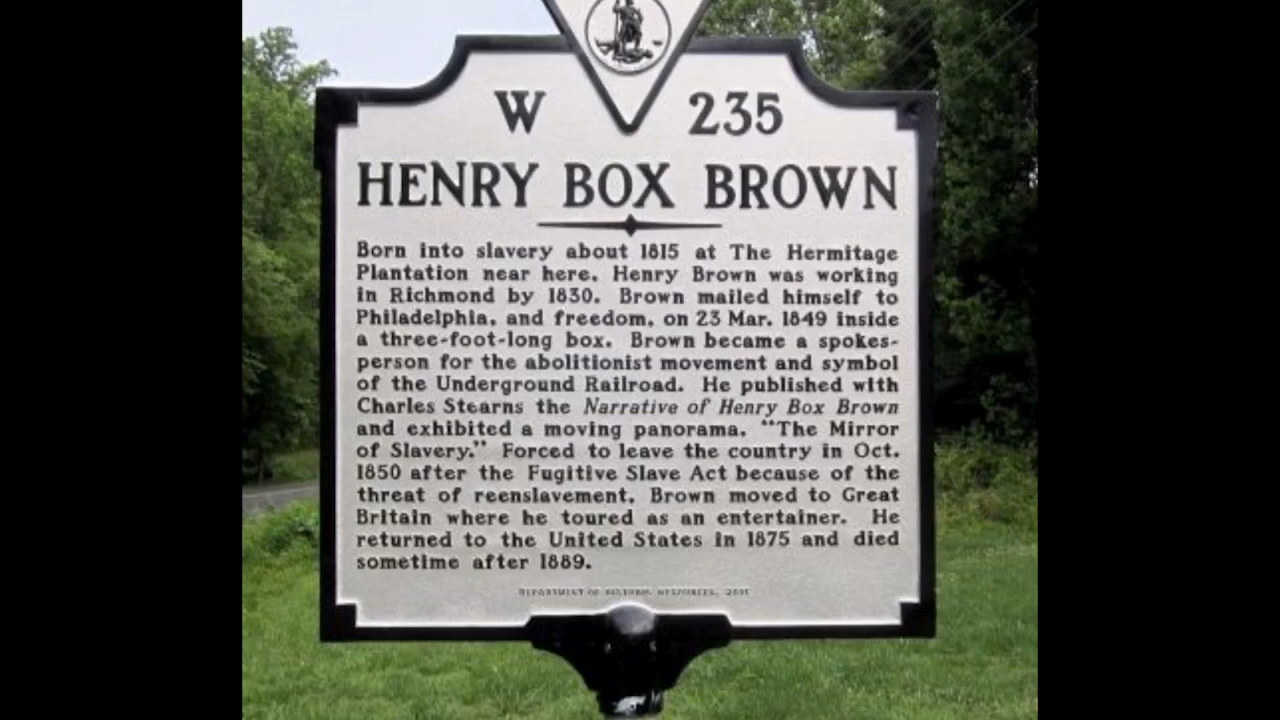 W 235
HENRY BOX BROWN
Born into slavery about 1815 at The Hermitage
Plantation near here, Henry Brown was working
in Richmond by 1830. Brown mailed himself to
Philadelphia, and freedom, on 23 Mar. 1849 inside
a three-foot-long box. Brown became a spokes-
person for the abolitionist movement and symbol
of the Underground Railroad. He published with
Charles Stearns the Narrative of Henry Box Brown
and exhibited a moving panorama, "The Mirror
of Slavery." Forced to leave the country in Oct.
1850 after the Fugitive Slave Act because of the
threat of reenslavement, Brown moved to Great
Britain where he toured as an entertainer. He
returned to the United States in 1875 and died
sometime after 1889.
DEPARTMENT OF HISTORIC RESOURCES,